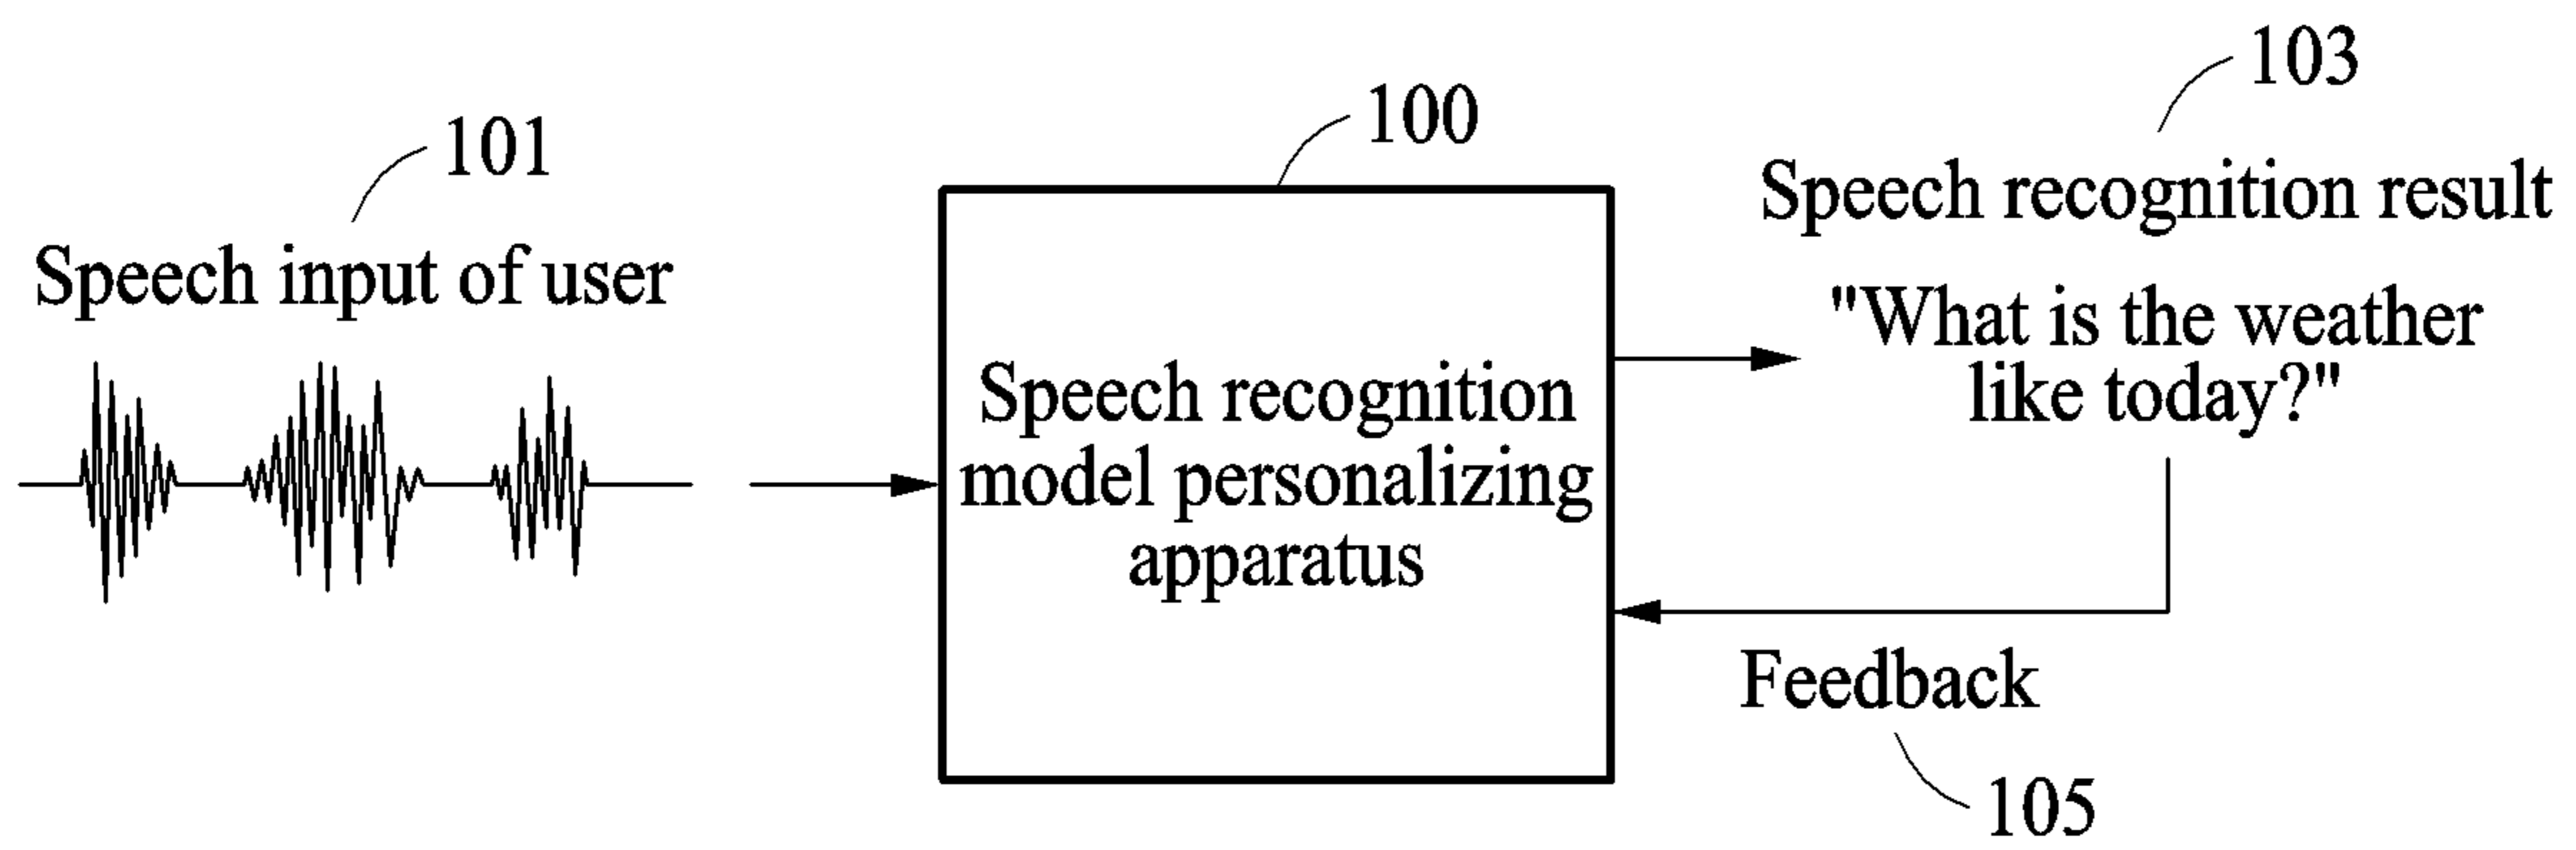 101
Speech input of user
100
Speech recognition
model personalizing
apparatus
103
Speech recognition result
"What is the weather
like today?"
Feedback
105